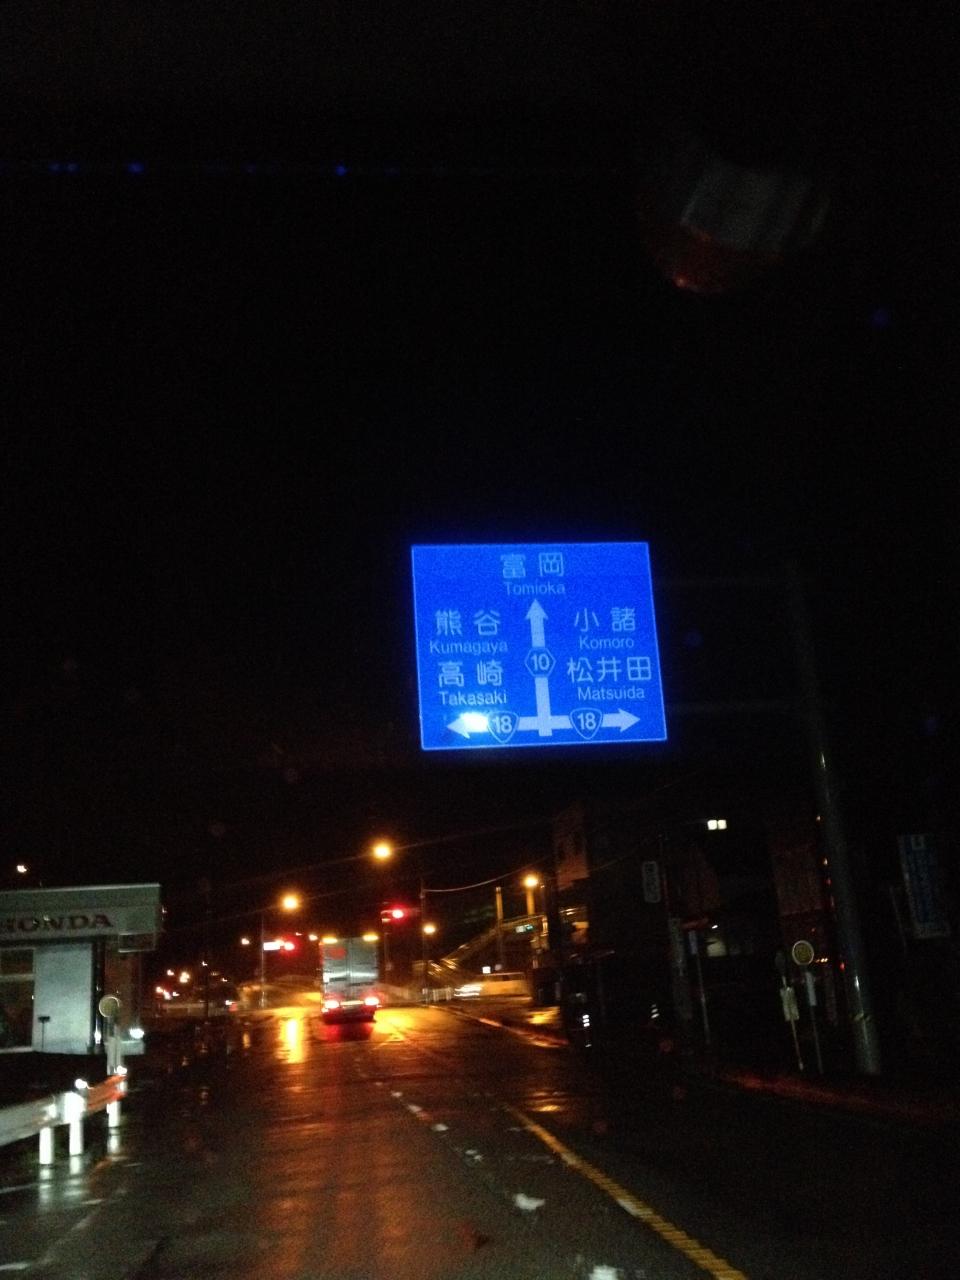 富岡
Tomioka
熊谷
Kumagaya
高崎
Takasaki
小諸
Komoro
松井田
Matsuida
10
18
18
HONDA